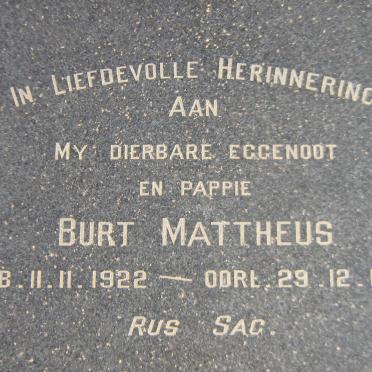 IN LIEFDEVOLLE HERINNERING
AAN
MY DIERBARE EGGENOOT
EN PAPPIE
BURT MATTHEUS
B. 11. 11. 1922 — OORL. 29. 12.
RUS SAG.